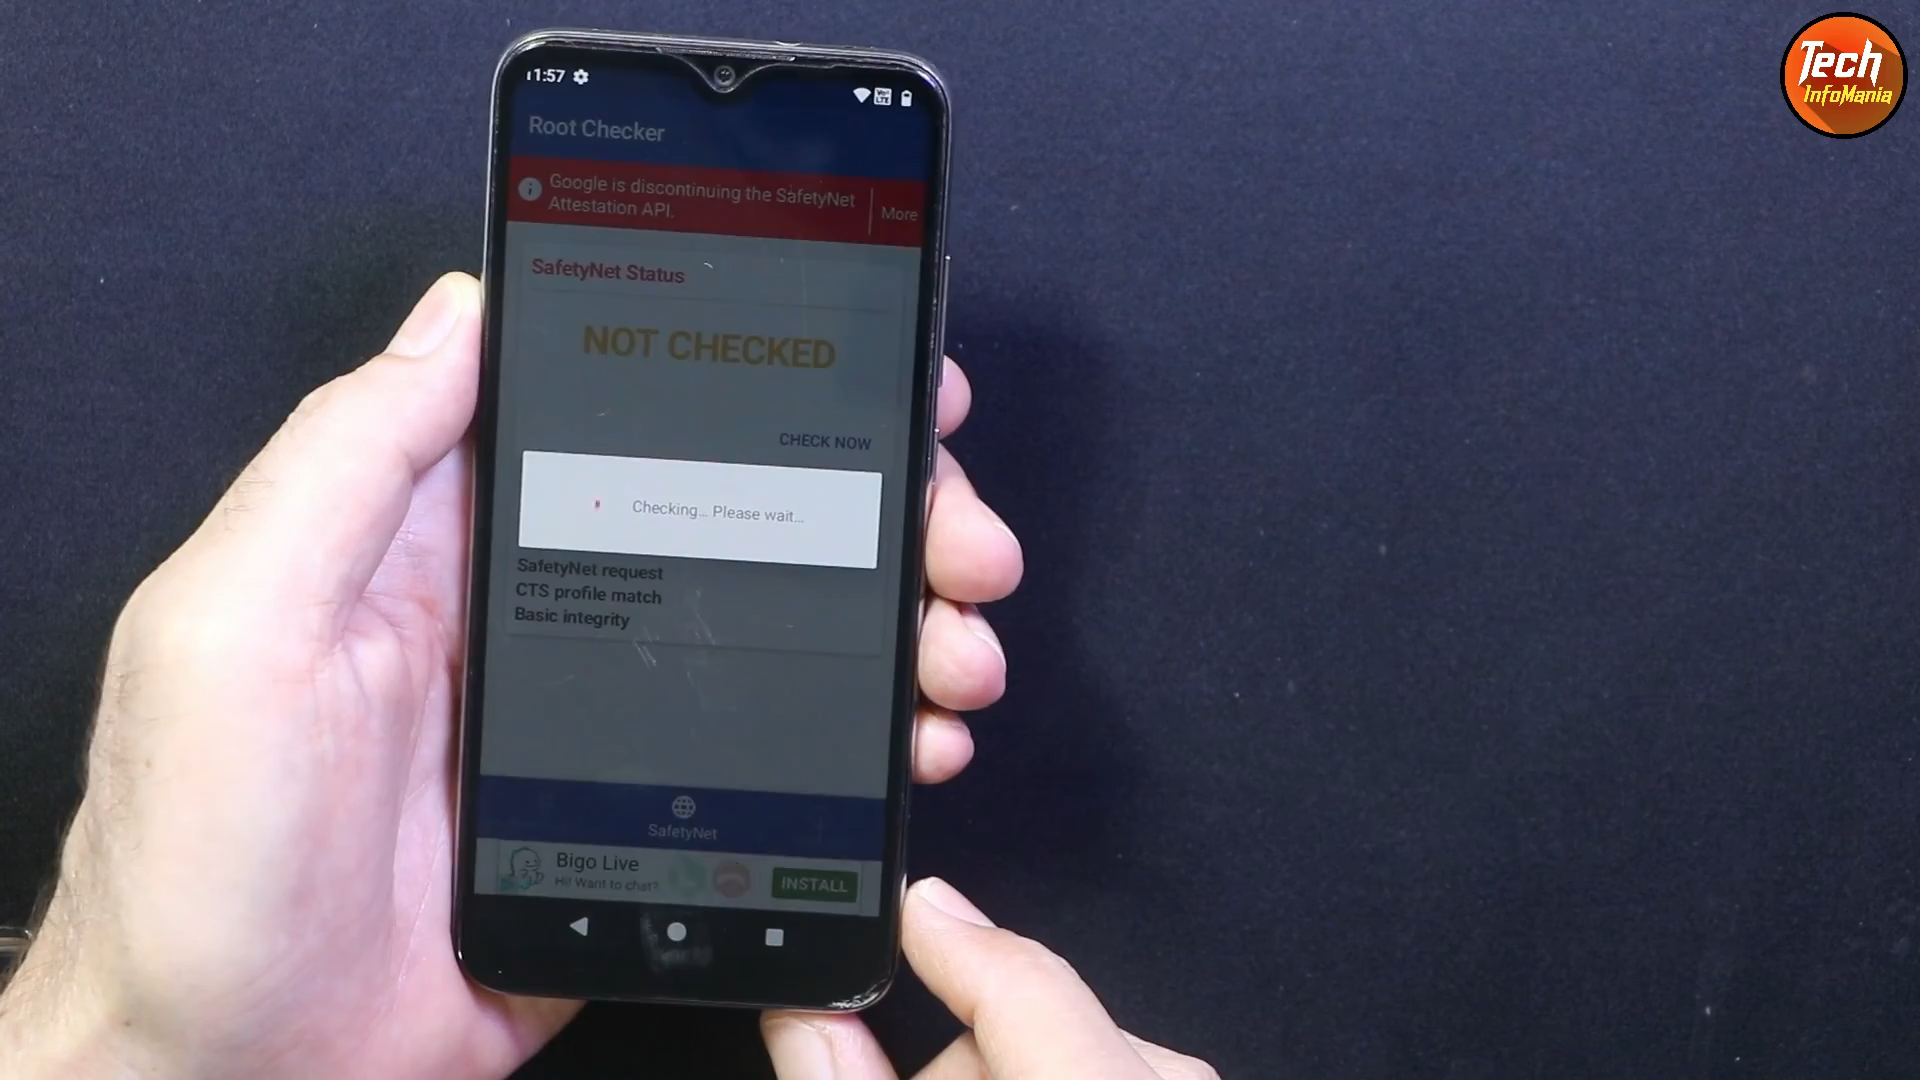 Tech
InfoMania
11:57
Vo
LTE
Root Checker
Google is discontinuing the SafetyNet
Attestation API.
More
SafetyNet Status
NOT CHECKED
CHECK NOW
Checking... Please wait...
SafetyNet request
CTS profile match
Basic integrity
SafetyNet
Bigo Live
Hi! Want to chat?
INSTALL